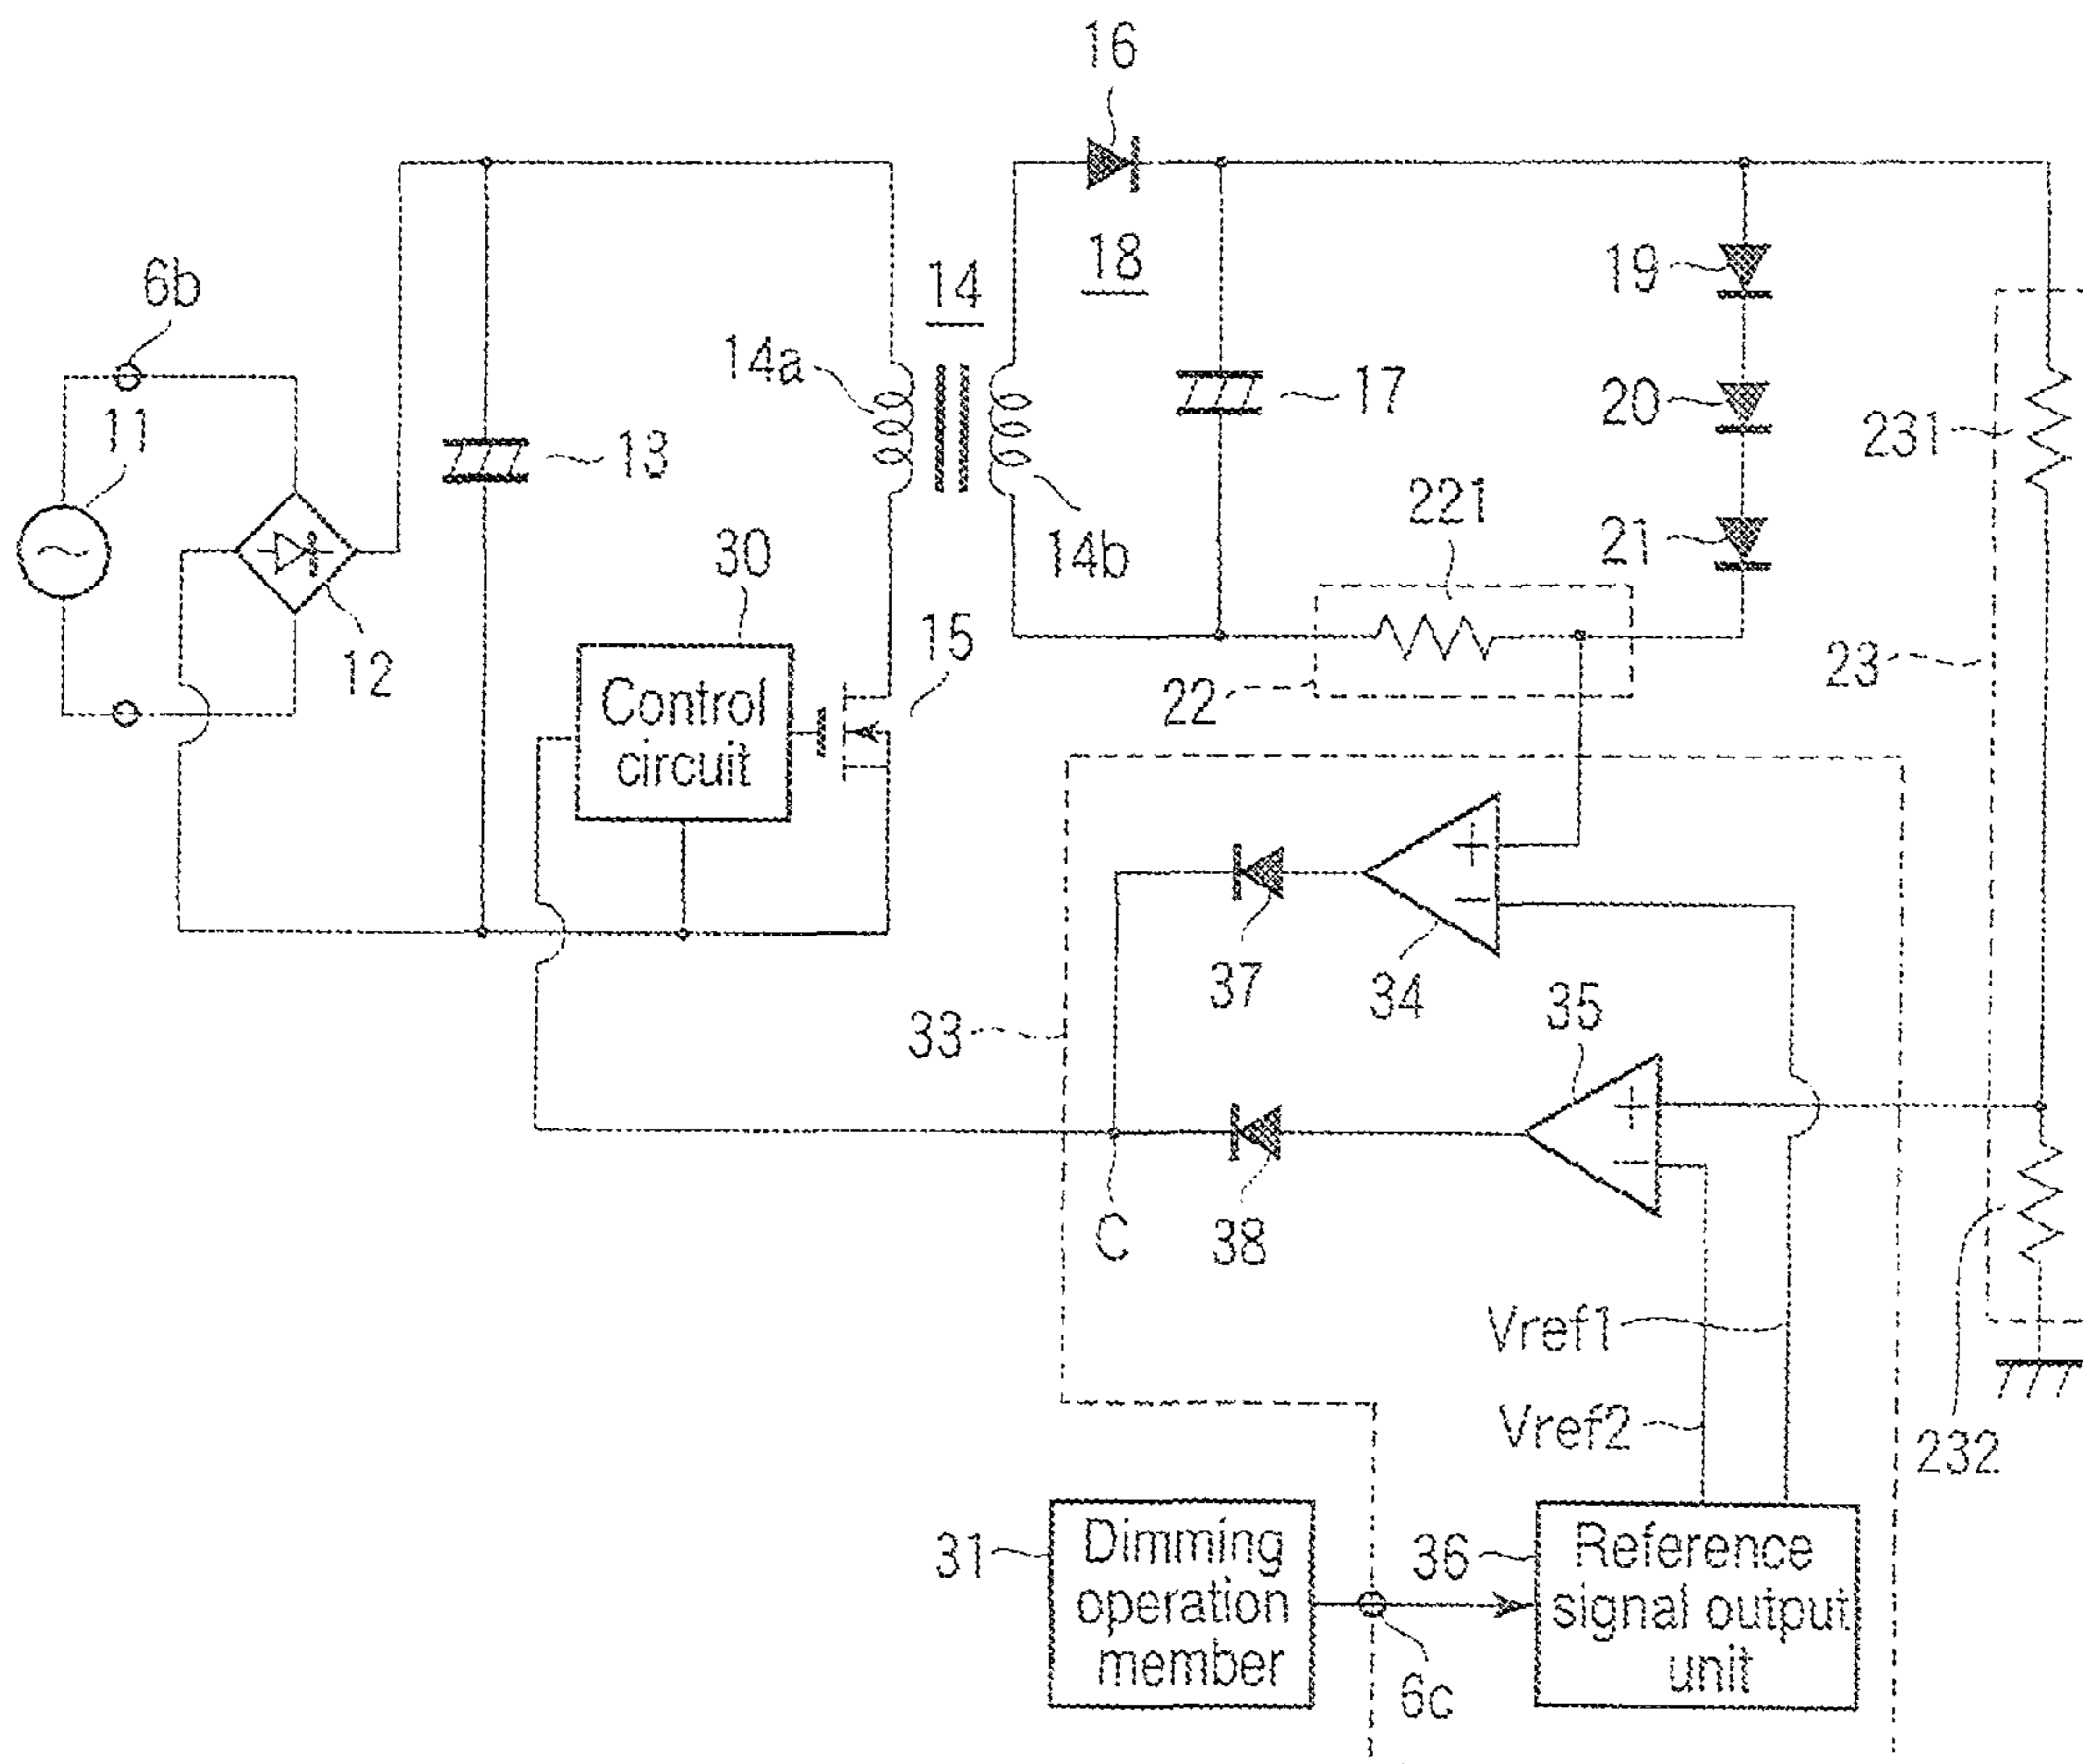 16
6b
14
18
19
14a
11
13
17
20
231
221
21
30
14b
12
15
Control
circuit
22
23
37
34
35
33
C
38
Vref1
Vref2
232
31
Dimming
operation
member
36
Reference
signal output
unit
6c